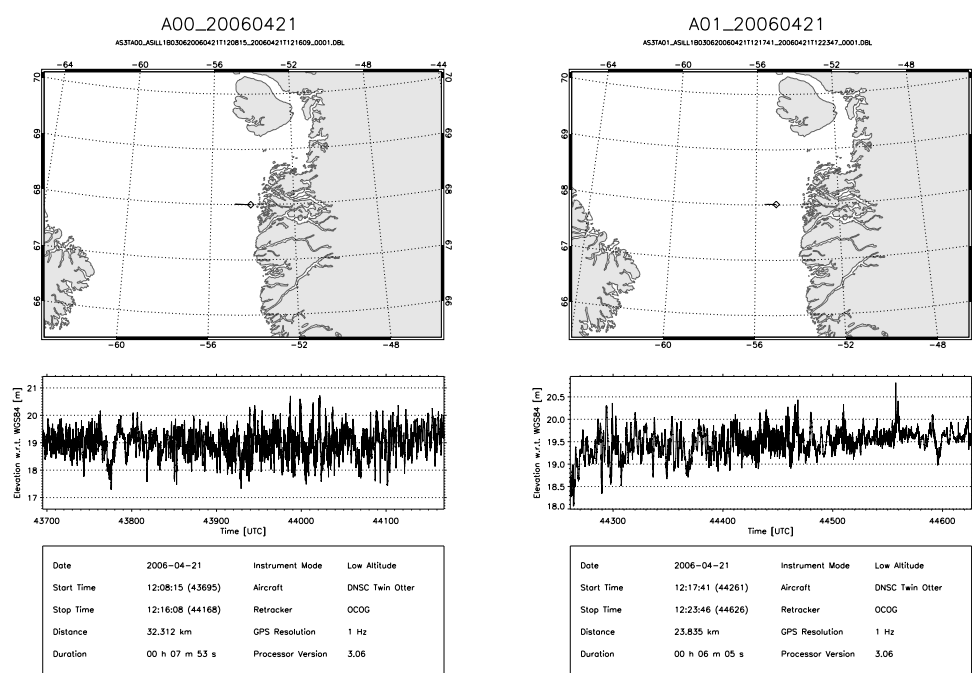 A00_20060421
AS3TA00_ASILL1B030620060421T120815_20060421T121609_0001.DBL
−64 −60 −56 −52 −48 −44
70 70
69 69
68 68
67 67
66 66
−60 −56 −52 −48
Elevation w.r.t. WGS84 [m]
21
20
19
18
17
43700 43800 43900 44000 44100
Time [UTC]
Date 2006−04−21 Instrument Mode Low Altitude
Start Time 12:08:15 (43695) Aircraft DNSC Twin Otter
Stop Time 12:16:08 (44168) Retracker OCOG
Distance 32.312 km GPS Resolution 1 Hz
Duration 00 h 07 m 53 s Processor Version 3.06
A01_20060421
AS3TA01_ASILL1B030620060421T121741_20060421T122347_0001.DBL
−64 −60 −56 −52 −48
70
69
68
67
66
−60 −56 −52 −48
Elevation w.r.t. WGS84 [m]
20.5
20.0
19.5
19.0
18.5
18.0
44300 44400 44500 44600
Time [UTC]
Date 2006−04−21 Instrument Mode Low Altitude
Start Time 12:17:41 (44261) Aircraft DNSC Twin Otter
Stop Time 12:23:46 (44626) Retracker OCOG
Distance 23.835 km GPS Resolution 1 Hz
Duration 00 h 06 m 05 s Processor Version 3.06